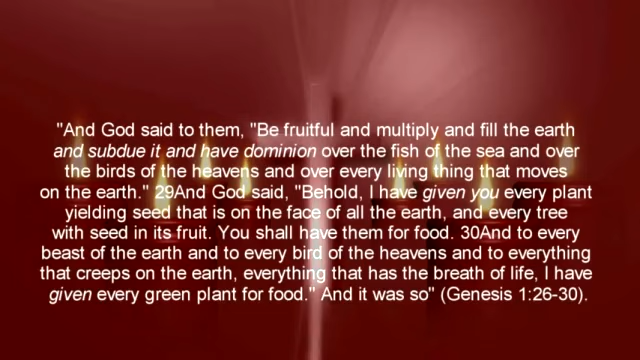 "And God said to them, "Be fruitful and multiply and fill the earth
and subdue it and have dominion over the fish of the sea and over
the birds of the heavens and over every living thing that moves
on the earth." 29And God said, "Behold, I have given you every plant
yielding seed that is on the face of all the earth, and every tree
with seed in its fruit. You shall have them for food. 30And to every
beast of the earth and to every bird of the heavens and to everything
that creeps on the earth, everything that has the breath of life, I have
given every green plant for food." And it was so" (Genesis 1:26-30).